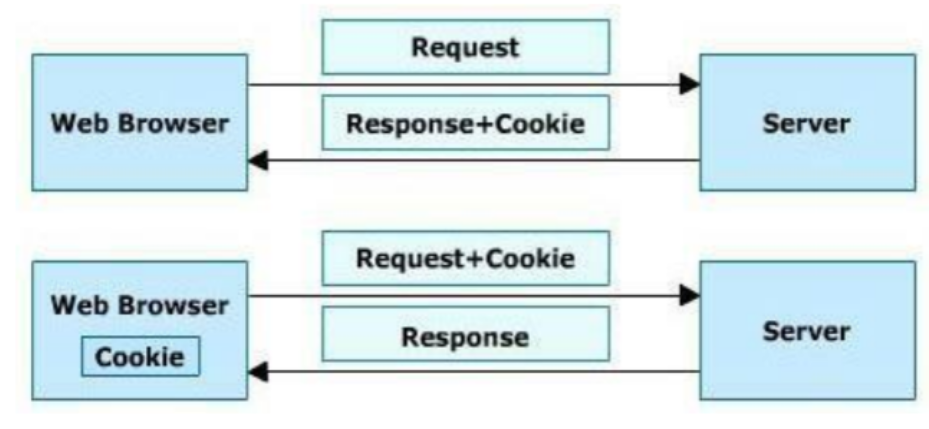 Request
Web Browser
Response+Cookie
Server
Request+Cookie
Web Browser
Cookie
Response
Server